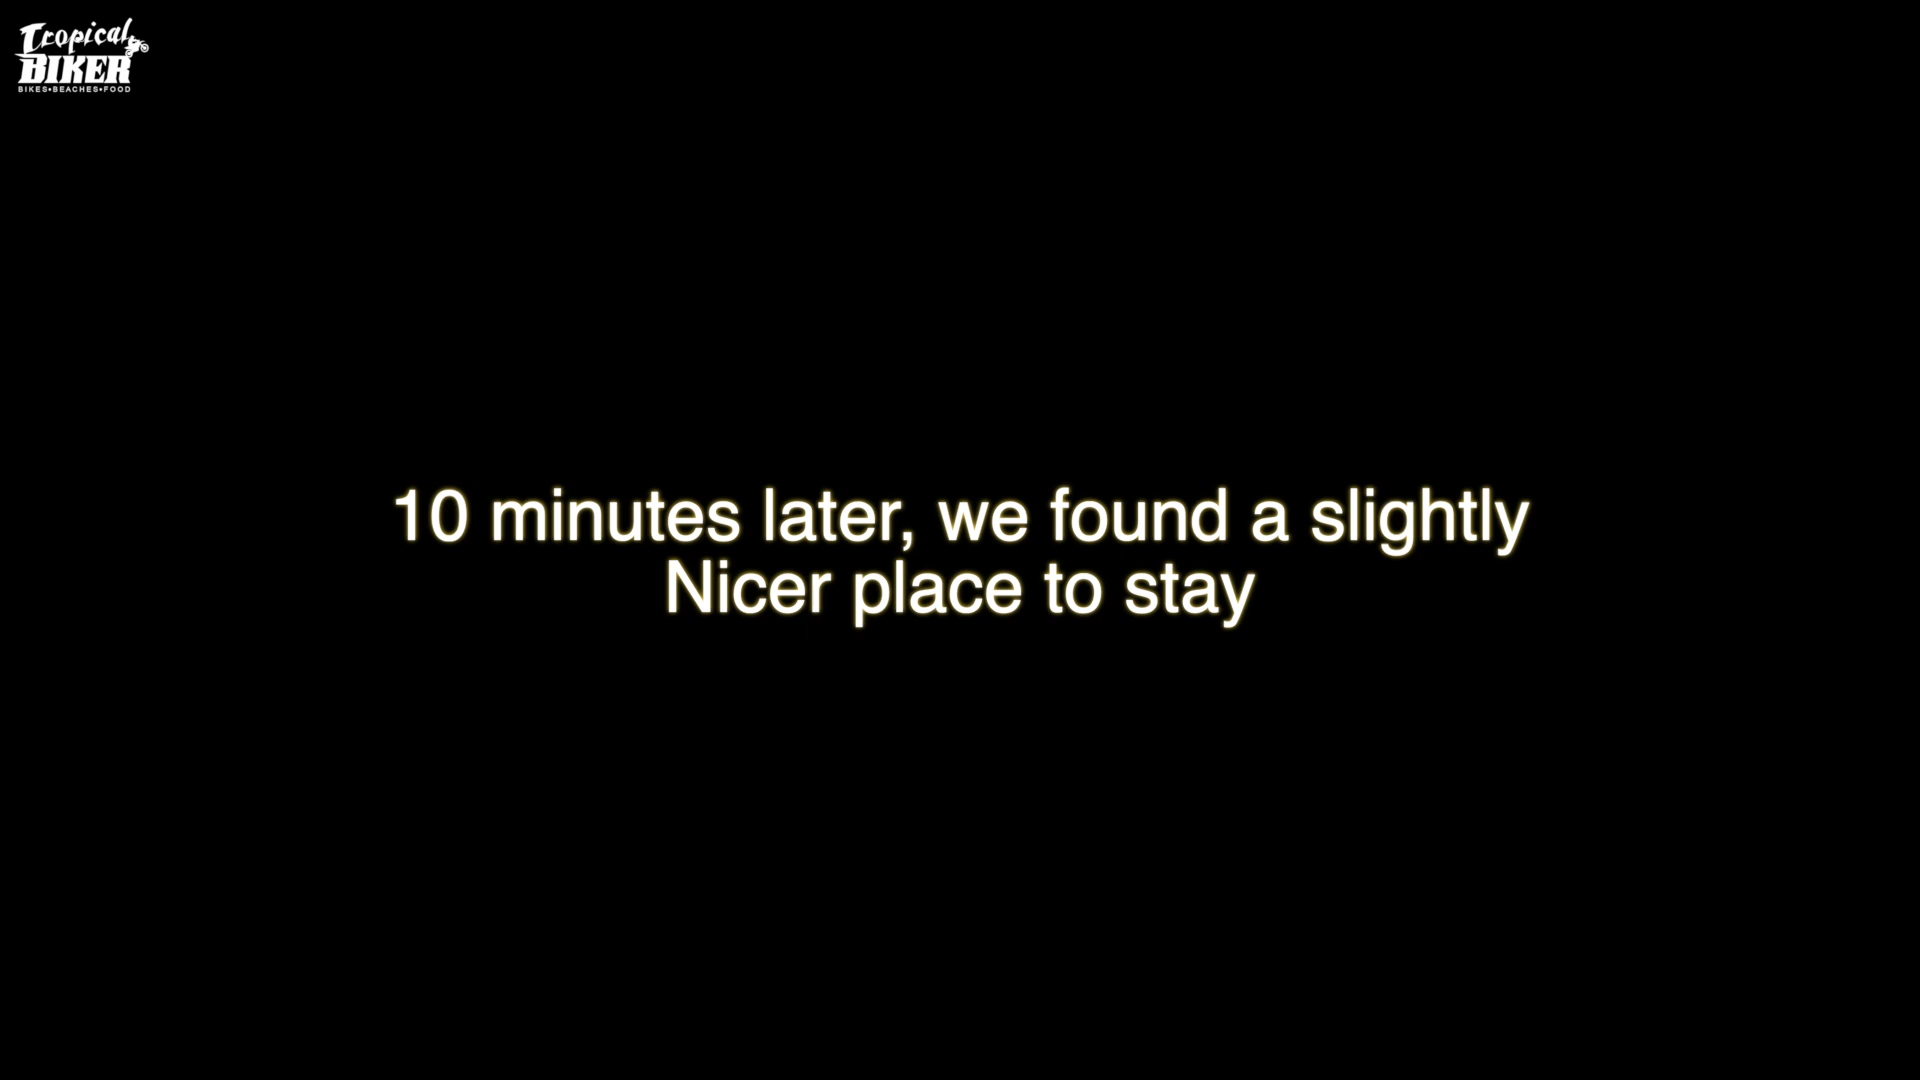 Tropical
BIKER
BIKES•BEACHES•FOOD
10 minutes later, we found a slightly
Nicer place to stay